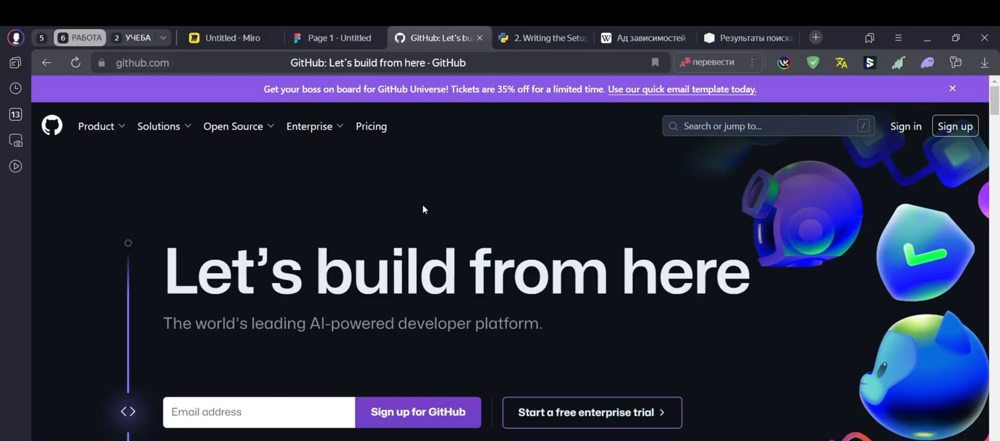 5 6 РАБОТА 2 УЧЕБА Untitled - Miro Page 1 - Untitled GitHub: Let's bu 2. Writing the Setu Ад зависимостей Результаты поиска
github.com GitHub: Let's build from here · GitHub перевести
Get your boss on board for GitHub Universe! Tickets are 35% off for a limited time. Use our quick email template today.
13
Product Solutions Open Source Enterprise Pricing Search or jump to... / Sign in Sign up
Let's build from here
The world's leading AI-powered developer platform.
Email address Sign up for GitHub Start a free enterprise trial